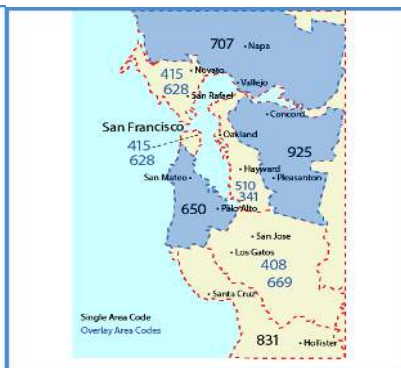 707
Napa
415
628
Novato
San Rafael
Vallejo
Concord
San Francisco
415
628
Oakland
925
Hayward
San Mateo
510
341
Pleasanton
650
Palo Alto
San Jose
Los Gatos
408
669
Santa Cruz
Single Area Code
Overlay Area Codes
831
Hollister